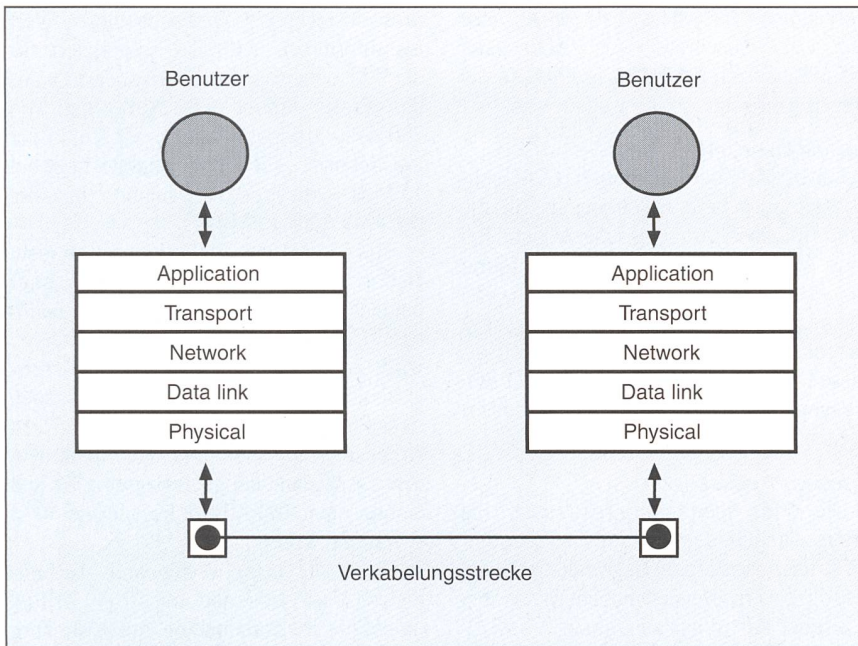 Benutzer
Benutzer
Application
Transport
Network
Data link
Physical
Application
Transport
Network
Data link
Physical
Verkabelungsstrecke